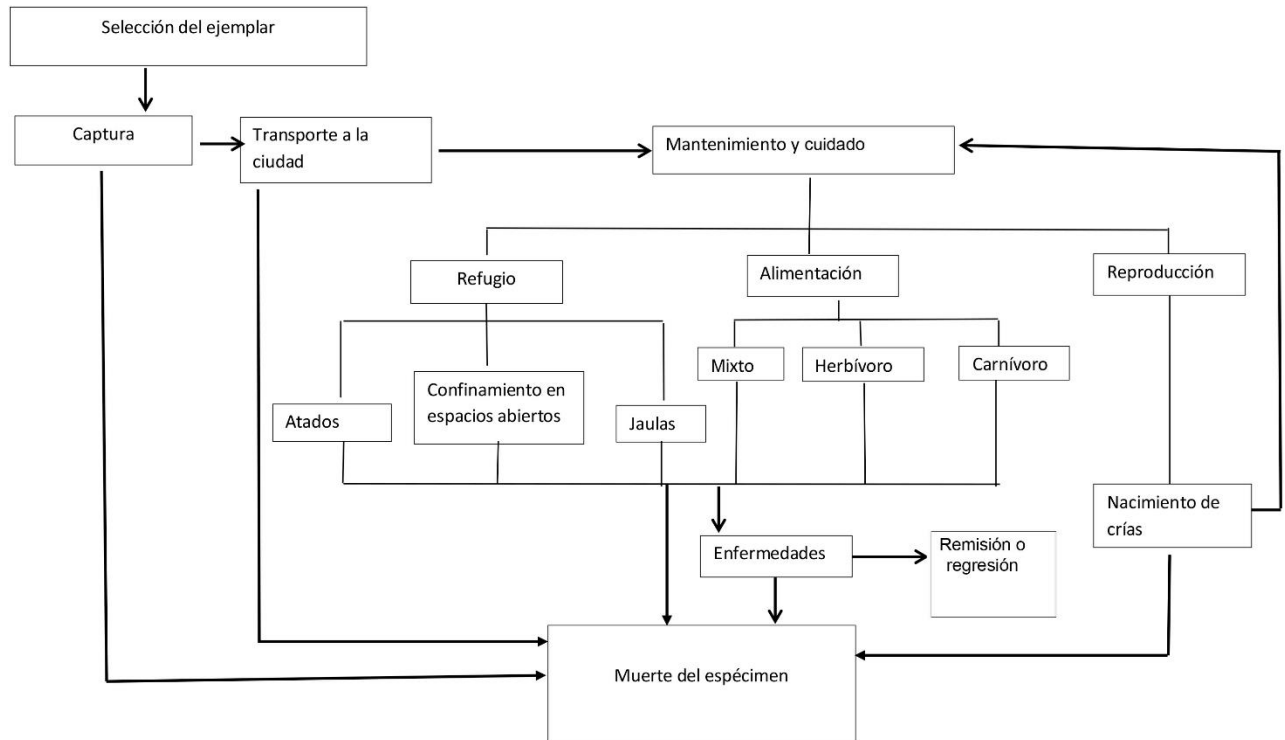 Selección del ejemplar
Captura
Transporte a la
ciudad
Mantenimiento y cuidado
Refugio
Alimentación
Reproducción
Mixto
Herbívoro
Carnívoro
Atados
Confinamiento en
espacios abiertos
Jaulas
Nacimiento de
crías
Enfermedades
Remisión o
regresión
Muerte del espécimen